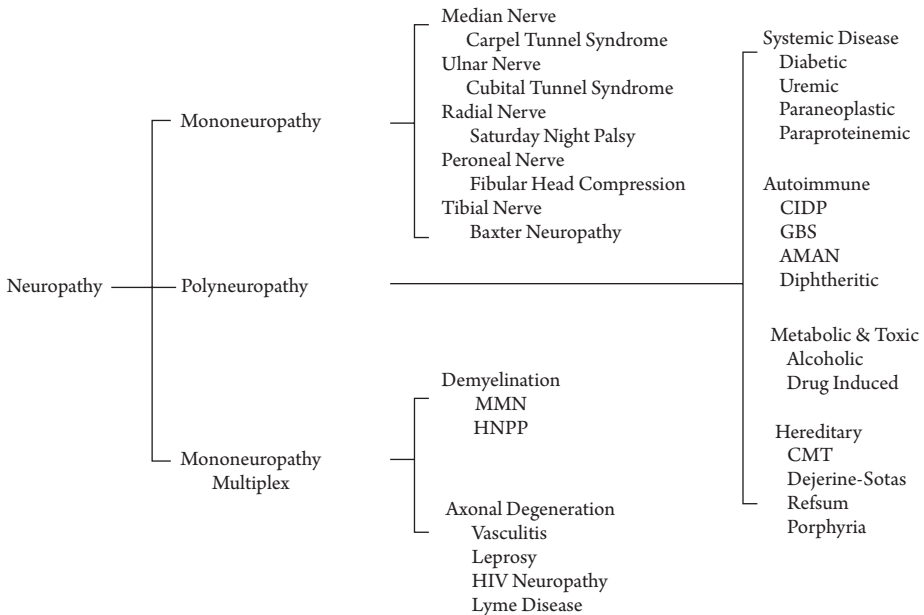 Neuropathy
Mononeuropathy
Median Nerve
Carpel Tunnel Syndrome
Ulnar Nerve
Cubital Tunnel Syndrome
Radial Nerve
Saturday Night Palsy
Peroneal Nerve
Fibular Head Compression
Tibial Nerve
Baxter Neuropathy
Polyneuropathy
Systemic Disease
Diabetic
Uremic
Paraneoplastic
Paraproteinemic
Autoimmune
CIDP
GBS
AMAN
Diphtheritic
Metabolic & Toxic
Alcoholic
Drug Induced
Hereditary
CMT
Dejerine-Sotas
Refsum
Porphyria
Mononeuropathy
Multiplex
Demyelination
MMN
HNPP
Axonal Degeneration
Vasculitis
Leprosy
HIV Neuropathy
Lyme Disease